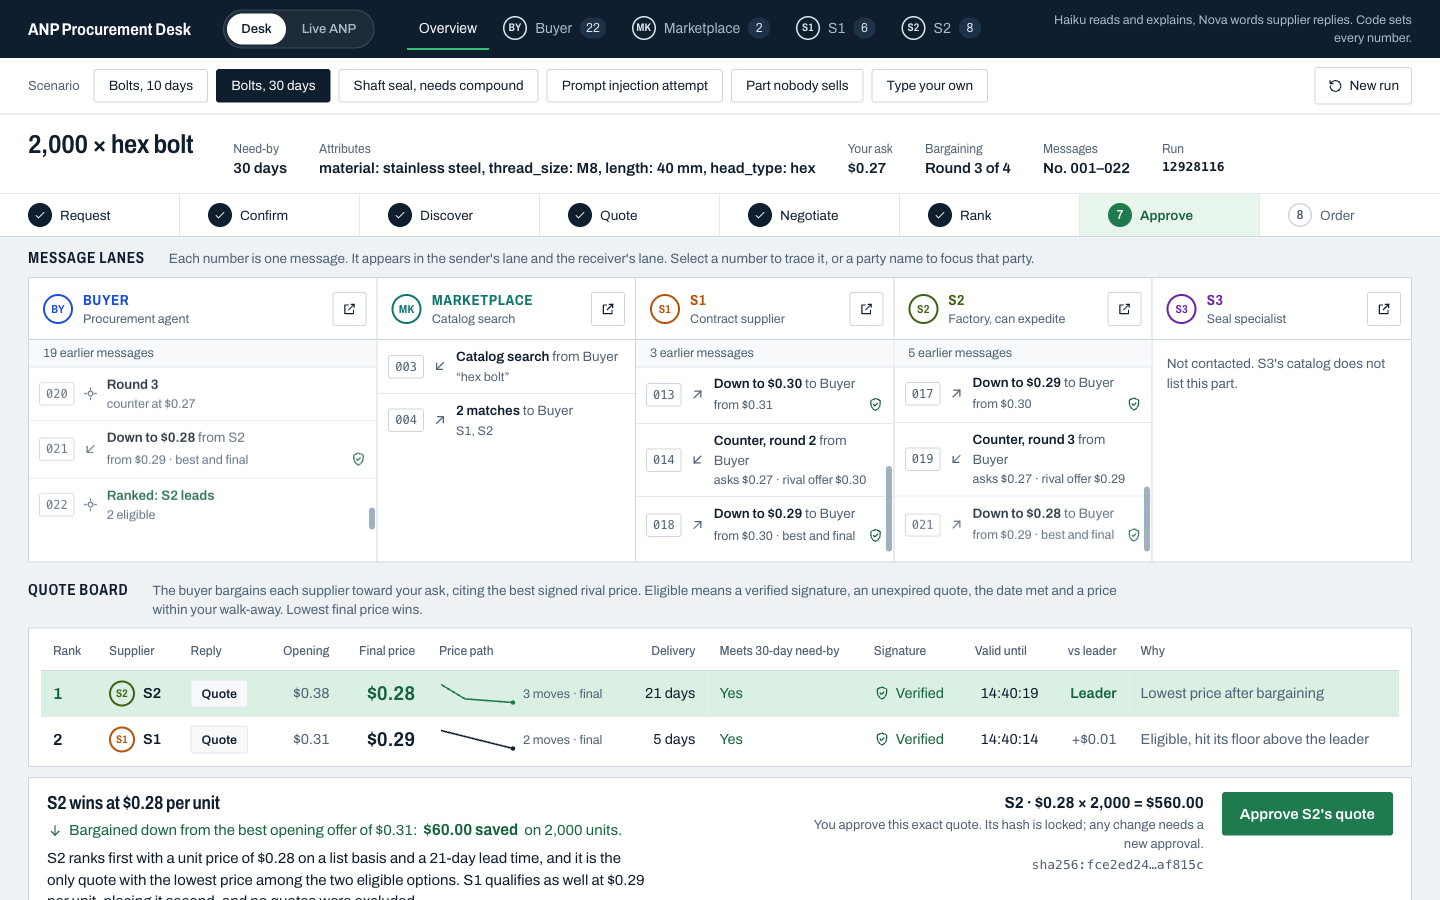 ANP Procurement Desk
Desk
Live ANP
Overview
BY Buyer 22
MK Marketplace 2
S1 S1 6
S2 S2 8
Haiku reads and explains, Nova words supplier replies. Code sets
every number.
Scenario
Bolts, 10 days
Bolts, 30 days
Shaft seal, needs compound
Prompt injection attempt
Part nobody sells
Type your own
New run
2,000 × hex bolt
Need-by
30 days
Attributes
material: stainless steel, thread_size: M8, length: 40 mm, head_type: hex
Your ask
$0.27
Bargaining
Round 3 of 4
Messages
No. 001–022
Run
12928116
Request
Confirm
Discover
Quote
Negotiate
Rank
7 Approve
8 Order
MESSAGE LANES
Each number is one message. It appears in the sender's lane and the receiver's lane. Select a number to trace it, or a party name to focus that party.
BY BUYER
Procurement agent
19 earlier messages
020 Round 3
counter at $0.27
021 Down to $0.28 from S2
from $0.29 · best and final
022 Ranked: S2 leads
2 eligible
MK MARKETPLACE
Catalog search
003 Catalog search from Buyer
“hex bolt”
004 2 matches to Buyer
S1, S2
S1 S1
Contract supplier
3 earlier messages
013 Down to $0.30 to Buyer
from $0.31
014 Counter, round 2 from
Buyer
asks $0.27 · rival offer $0.30
018 Down to $0.29 to Buyer
from $0.30 · best and final
S2 S2
Factory, can expedite
5 earlier messages
017 Down to $0.29 to Buyer
from $0.30
019 Counter, round 3 from
Buyer
asks $0.27 · rival offer $0.29
021 Down to $0.28 to Buyer
from $0.29 · best and final
S3 S3
Seal specialist
Not contacted. S3's catalog does not
list this part.
QUOTE BOARD
The buyer bargains each supplier toward your ask, citing the best signed rival price. Eligible means a verified signature, an unexpired quote, the date met and a price
within your walk-away. Lowest final price wins.
Rank Supplier Reply Opening Final price Price path Delivery Meets 30-day need-by Signature Valid until vs leader Why
1 S2 S2 Quote $0.38 $0.28 3 moves · final 21 days Yes Verified 14:40:19 Leader Lowest price after bargaining
2 S1 S1 Quote $0.31 $0.29 2 moves · final 5 days Yes Verified 14:40:14 +$0.01 Eligible, hit its floor above the leader
S2 wins at $0.28 per unit
Bargained down from the best opening offer of $0.31: $60.00 saved on 2,000 units.
S2 ranks first with a unit price of $0.28 on a list basis and a 21-day lead time, and it is the
only quote with the lowest price among the two eligible options. S1 qualifies as well at $0.29
per unit, placing it second, and no quotes were excluded.
S2 · $0.28 × 2,000 = $560.00
You approve this exact quote. Its hash is locked; any change needs a
new approval.
sha256:fce2ed24…af815c
Approve S2's quote